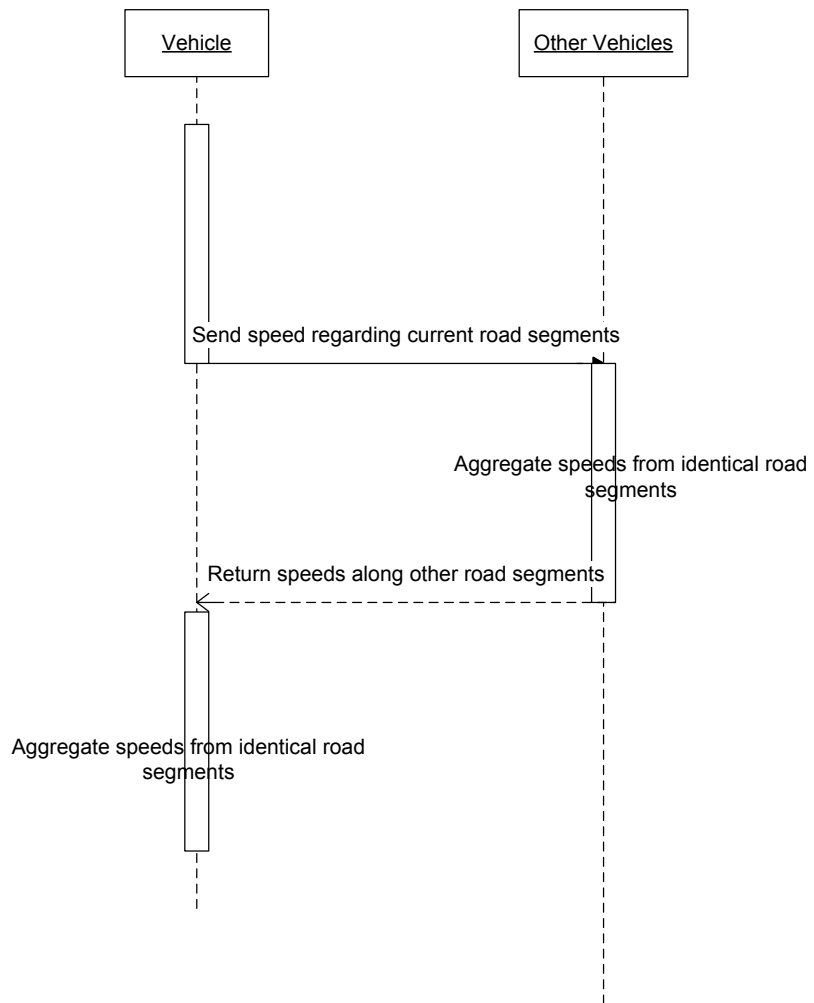 Vehicle
Other Vehicles
Send speed regarding current road segments
Aggregate speeds from identical road
segments
Return speeds along other road segments
Aggregate speeds from identical road
segments